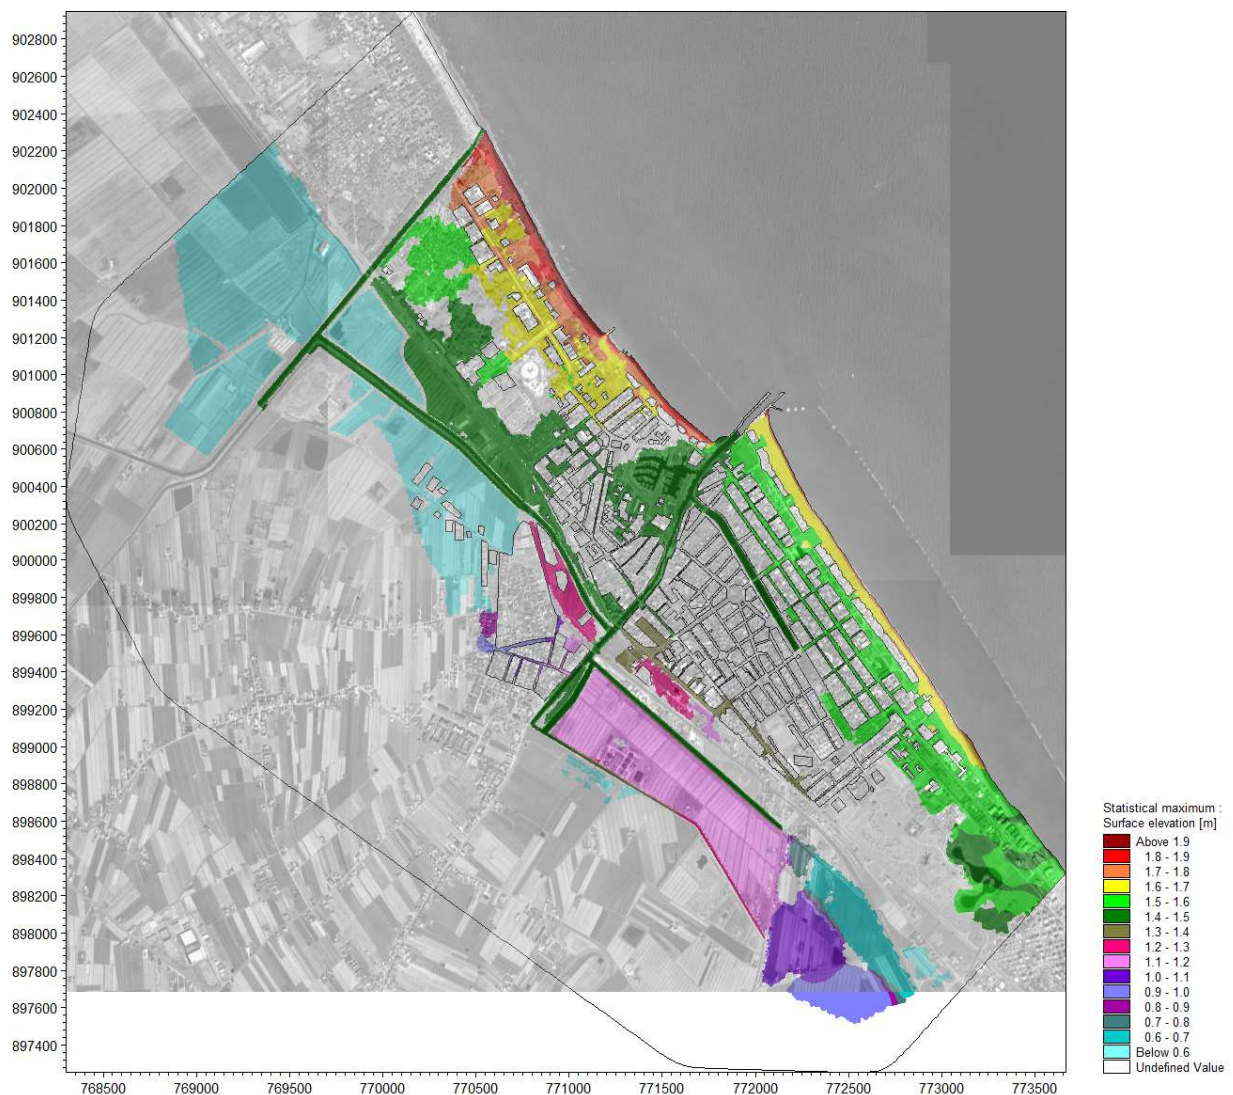 902800
902600
902400
902200
902000
901800
901600
901400
901200
901000
900800
900600
900400
900200
900000
899800
899600
899400
899200
899000
898800
898600
898400
898200
898000
897800
897600
897400
768500 769000 769500 770000 770500 771000 771500 772000 772500 773000 773500
Statistical maximum :
Surface elevation [m]
Above 1.9
1.8 - 1.9
1.7 - 1.8
1.6 - 1.7
1.5 - 1.6
1.4 - 1.5
1.3 - 1.4
1.2 - 1.3
1.1 - 1.2
1.0 - 1.1
0.9 - 1.0
0.8 - 0.9
0.7 - 0.8
0.6 - 0.7
Below 0.6
Undefined Value